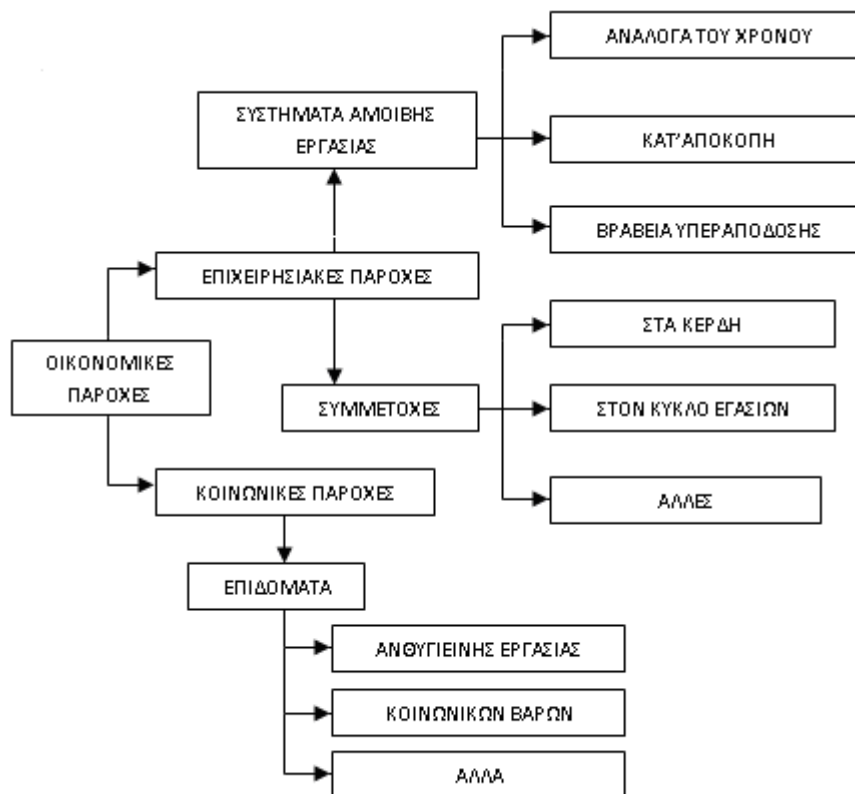 ΑΝΑΛΟΓΑ ΤΟΥ ΧΡΟΝΟΥ
ΣΥΣΤΗΜΑΤΑ ΑΜΟΙΒΗΣ
ΕΡΓΑΣΙΑΣ
ΚΑΤ'ΑΠΟΚΟΠΗ
ΒΡΑΒΕΙΑ ΥΠΕΡΑΠΟΔΟΣΗΣ
ΕΠΙΧΕΙΡΗΣΙΑΚΕΣ ΠΑΡΟΧΕΣ
ΣΤΑ ΚΕΡΔΗ
ΟΙΚΟΝΟΜΙΚΕΣ
ΠΑΡΟΧΕΣ
ΣΥΜΜΕΤΟΧΕΣ
ΣΤΟΝ ΚΥΚΛΟ ΕΓΑΣΙΩΝ
ΚΟΙΝΩΝΙΚΕΣ ΠΑΡΟΧΕΣ
ΑΛΛΕΣ
ΕΠΙΔΟΜΑΤΑ
ΑΝΘΥΓΙΕΙΝΗΣ ΕΡΓΑΣΙΑΣ
ΚΟΙΝΩΝΙΚΩΝ ΒΑΡΩΝ
ΑΛΛΑ